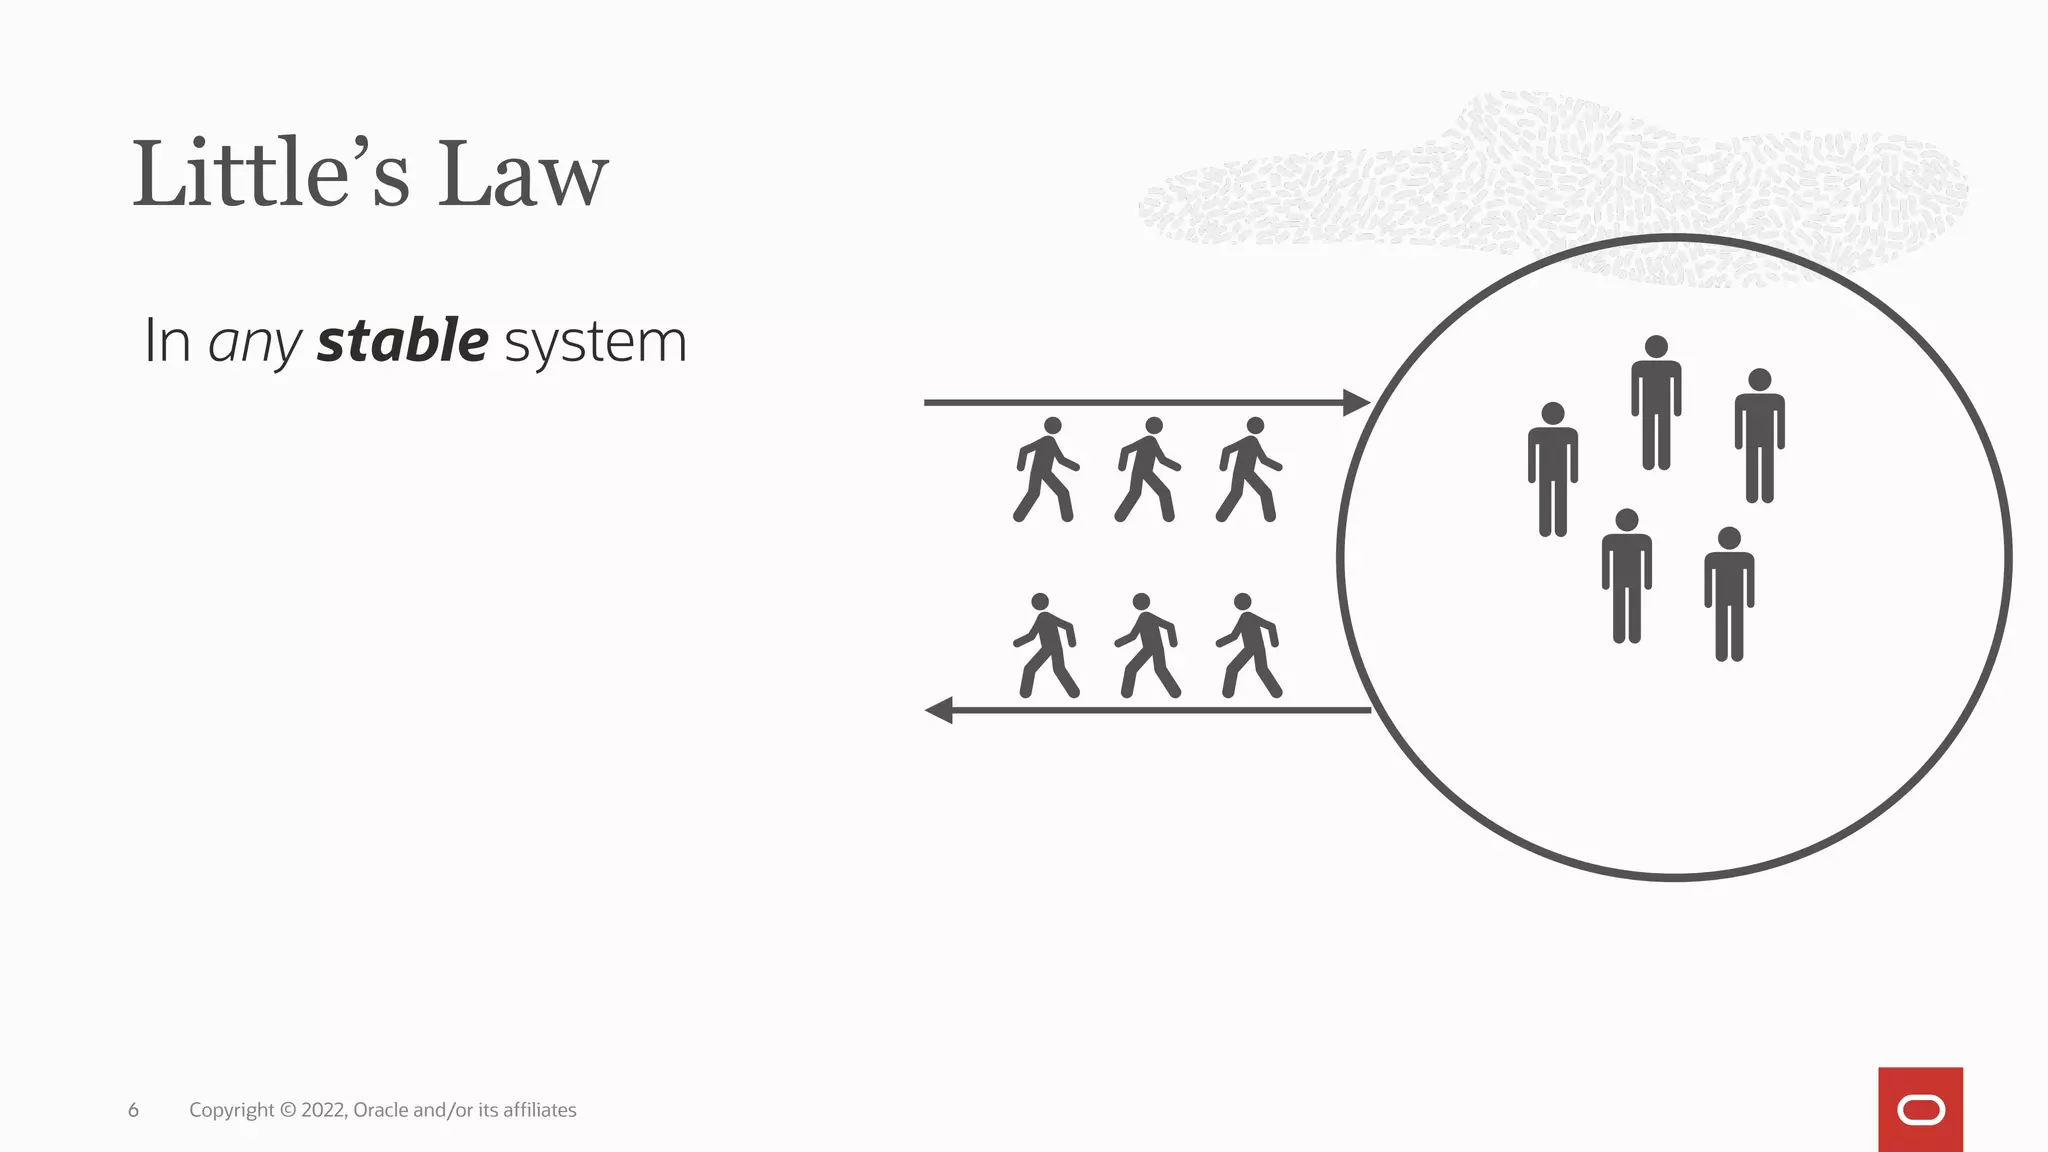 Little’s Law
In any stable system
6 Copyright © 2022, Oracle and/or its affiliates